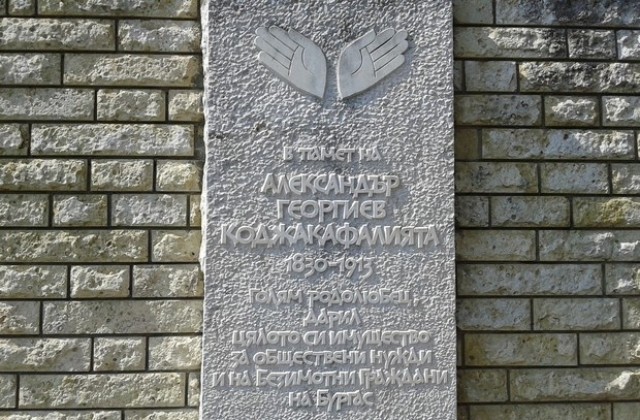 В ПАМЕТ НА
АЛЕКСАНДЪР
ГЕОРГИЕВ
КОДЖАКАФАЛИЯТА
1850-1915
ГОЛЯМ РОДОЛЮБЕЦ,
ДАРИЛ
ЦЯЛОТО СИ ИМУЩЕСТВО
ЗА ОБЩЕСТВЕНИ НУЖДИ
И НА БЕЗИМОТНИ ГРАЖДАНИ
НА БУРГАС